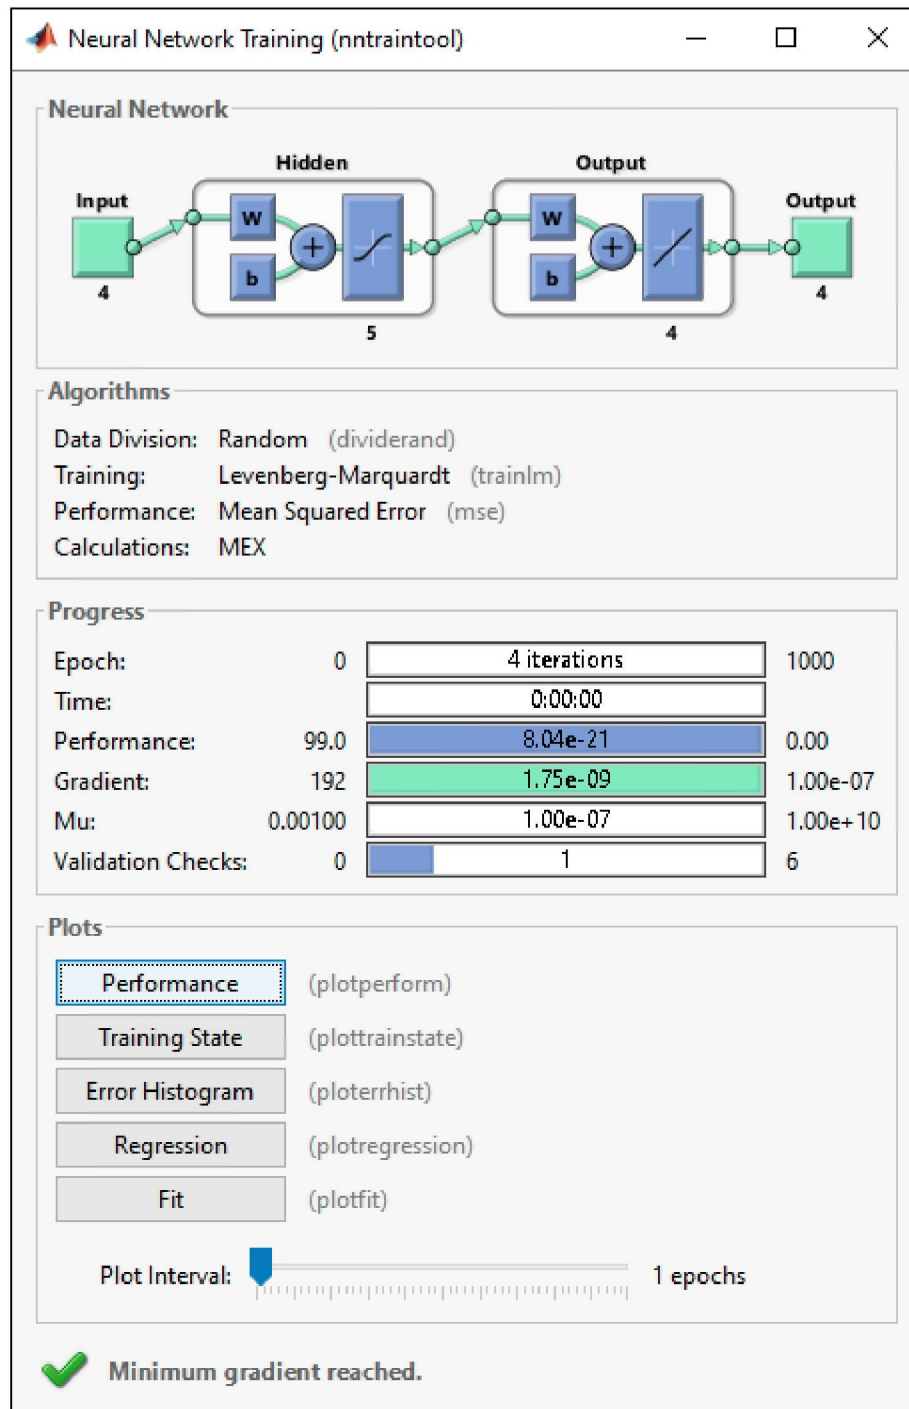 Neural Network Training (nntraintool)
Neural Network
Hidden Output
Input Output
W W
b b
4 4
5 4
Algorithms
Data Division: Random (dividerand)
Training: Levenberg-Marquardt (trainlm)
Performance: Mean Squared Error (mse)
Calculations: MEX
Progress
Epoch: 0 4 iterations 1000
Time: 0:00:00
Performance: 99.0 8.04e-21 0.00
Gradient: 192 1.75e-09 1.00e-07
Mu: 0.00100 1.00e-07 1.00e+10
Validation Checks: 0 1 6
Plots
Performance (plotperform)
Training State (plottrainstate)
Error Histogram (ploterrhist)
Regression (plotregression)
Fit (plotfit)
Plot Interval: 1 epochs
Minimum gradient reached.